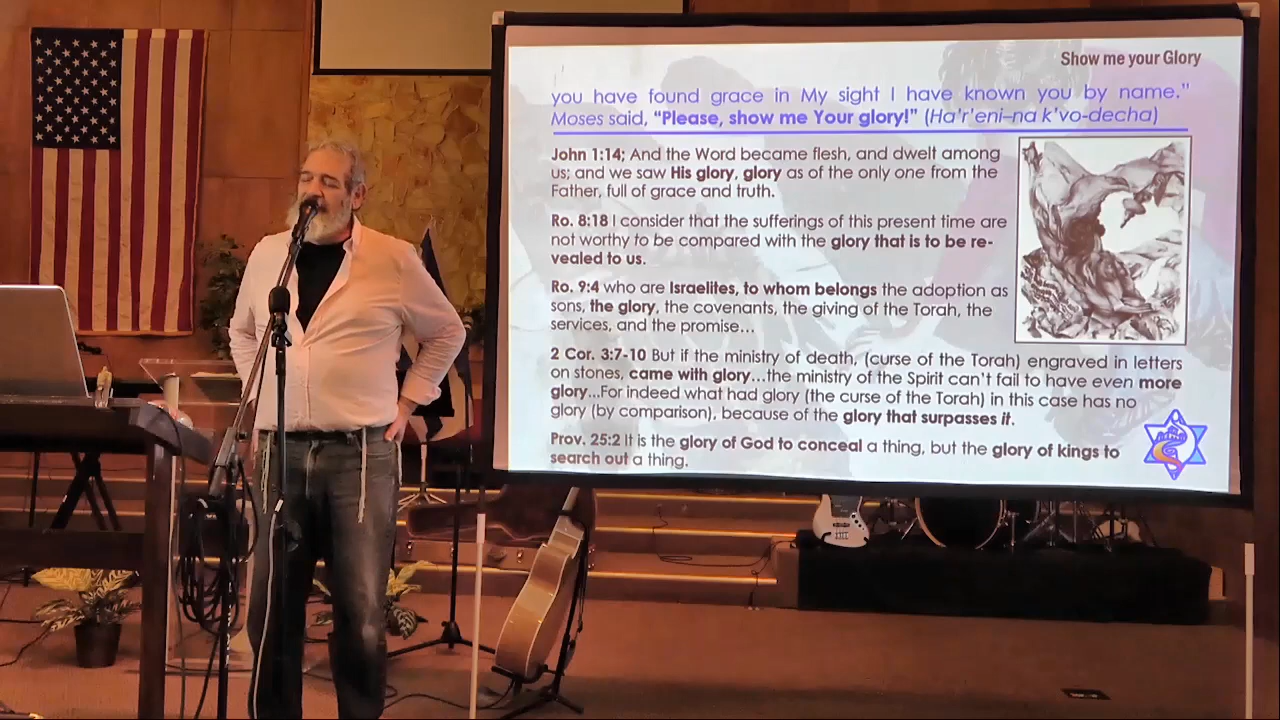 Show me your Glory
you have found grace in My sight I have known you by name."
Moses said, “Please, show me Your glory!” (Ha'r'eni–na k'vo-decha)
John 1:14; And the Word became flesh, and dwelt among
us; and we saw His glory, glory as of the only one from the
Father, full of grace and truth.
Ro. 8:18 I consider that the sufferings of this present time are
not worthy to be compared with the glory that is to be re-
vealed to us.
Ro. 9:4 who are Israelites, to whom belongs the adoption as
sons, the glory, the covenants, the giving of the Torah, the
services, and the promise…
2 Cor. 3:7-10 But if the ministry of death, (curse of the Torah) engraved in letters
on stones, came with glory…the ministry of the Spirit can't fail to have even more
glory…For indeed what had glory (the curse of the Torah) in this case has no
glory (by comparison), because of the glory that surpasses it.
Prov. 25:2 It is the glory of God to conceal a thing, but the glory of kings to
search out a thing.